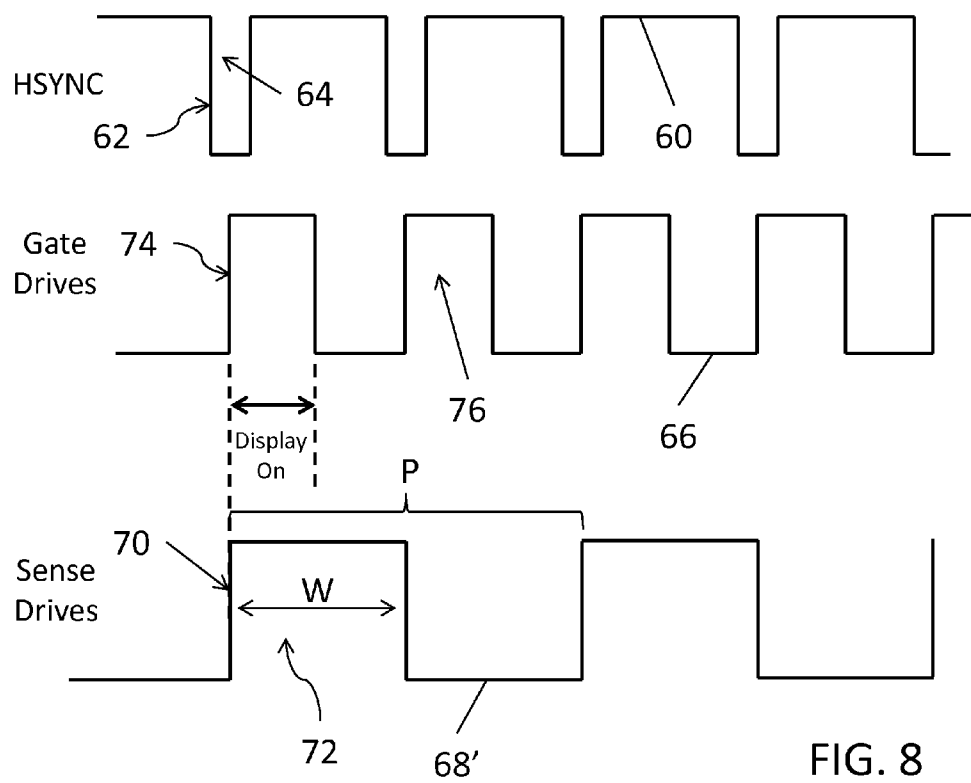 HSYNC
62
64
60
Gate
Drives
74
76
66
Display
On
P
70
Sense
Drives
W
72
68’
FIG. 8